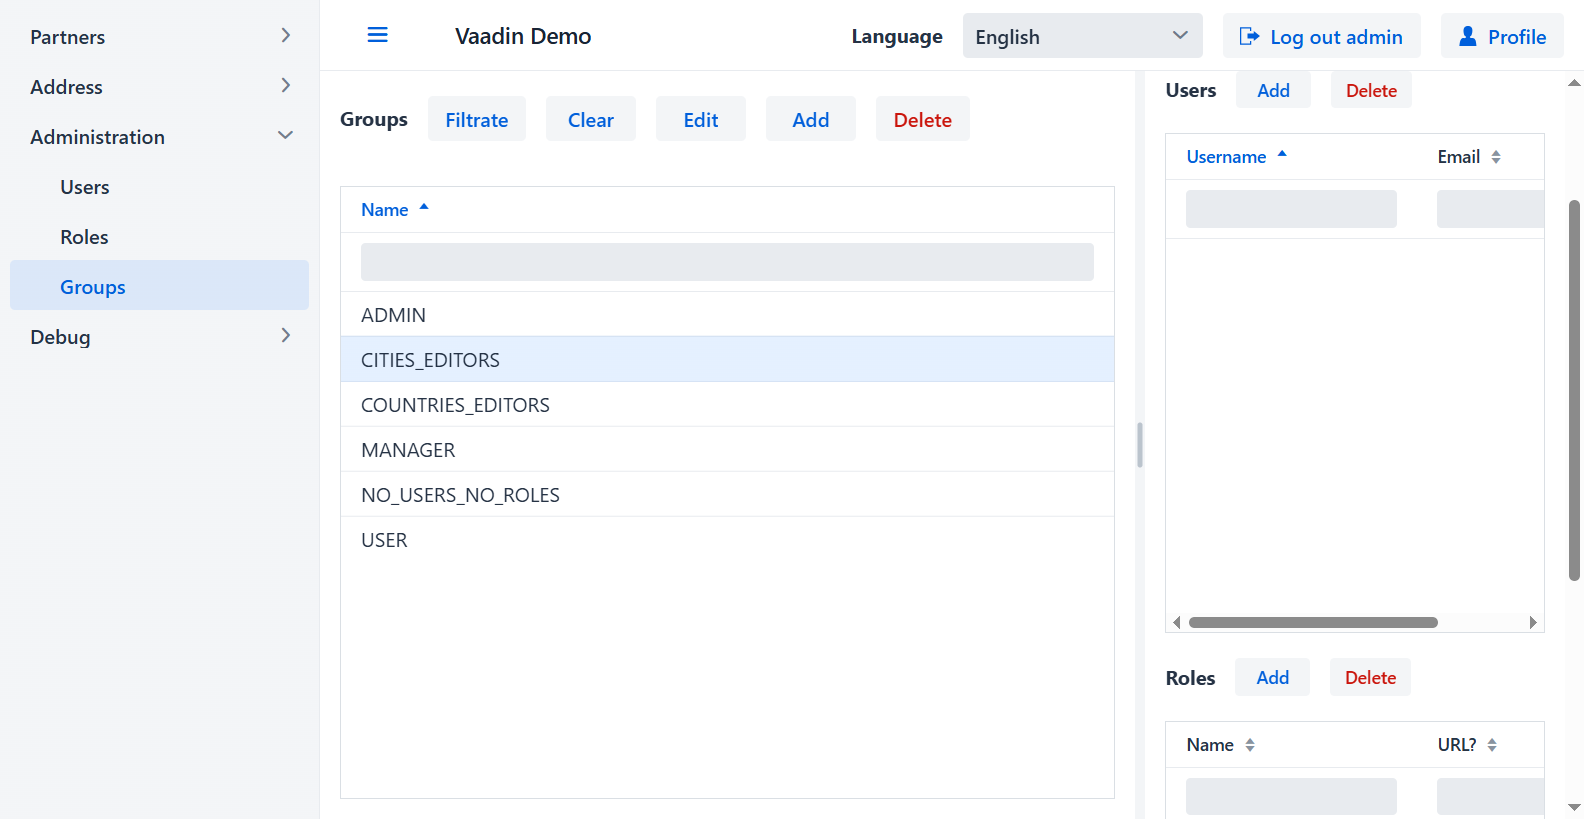 Partners
Address
Administration
Users
Roles
Groups
Debug
Vaadin Demo
Language
English
Log out admin
Profile
Groups
Filtrate
Clear
Edit
Add
Delete
Name
ADMIN
CITIES_EDITORS
COUNTRIES_EDITORS
MANAGER
NO_USERS_NO_ROLES
USER
Users
Add
Delete
Username
Email
Roles
Add
Delete
Name
URL?